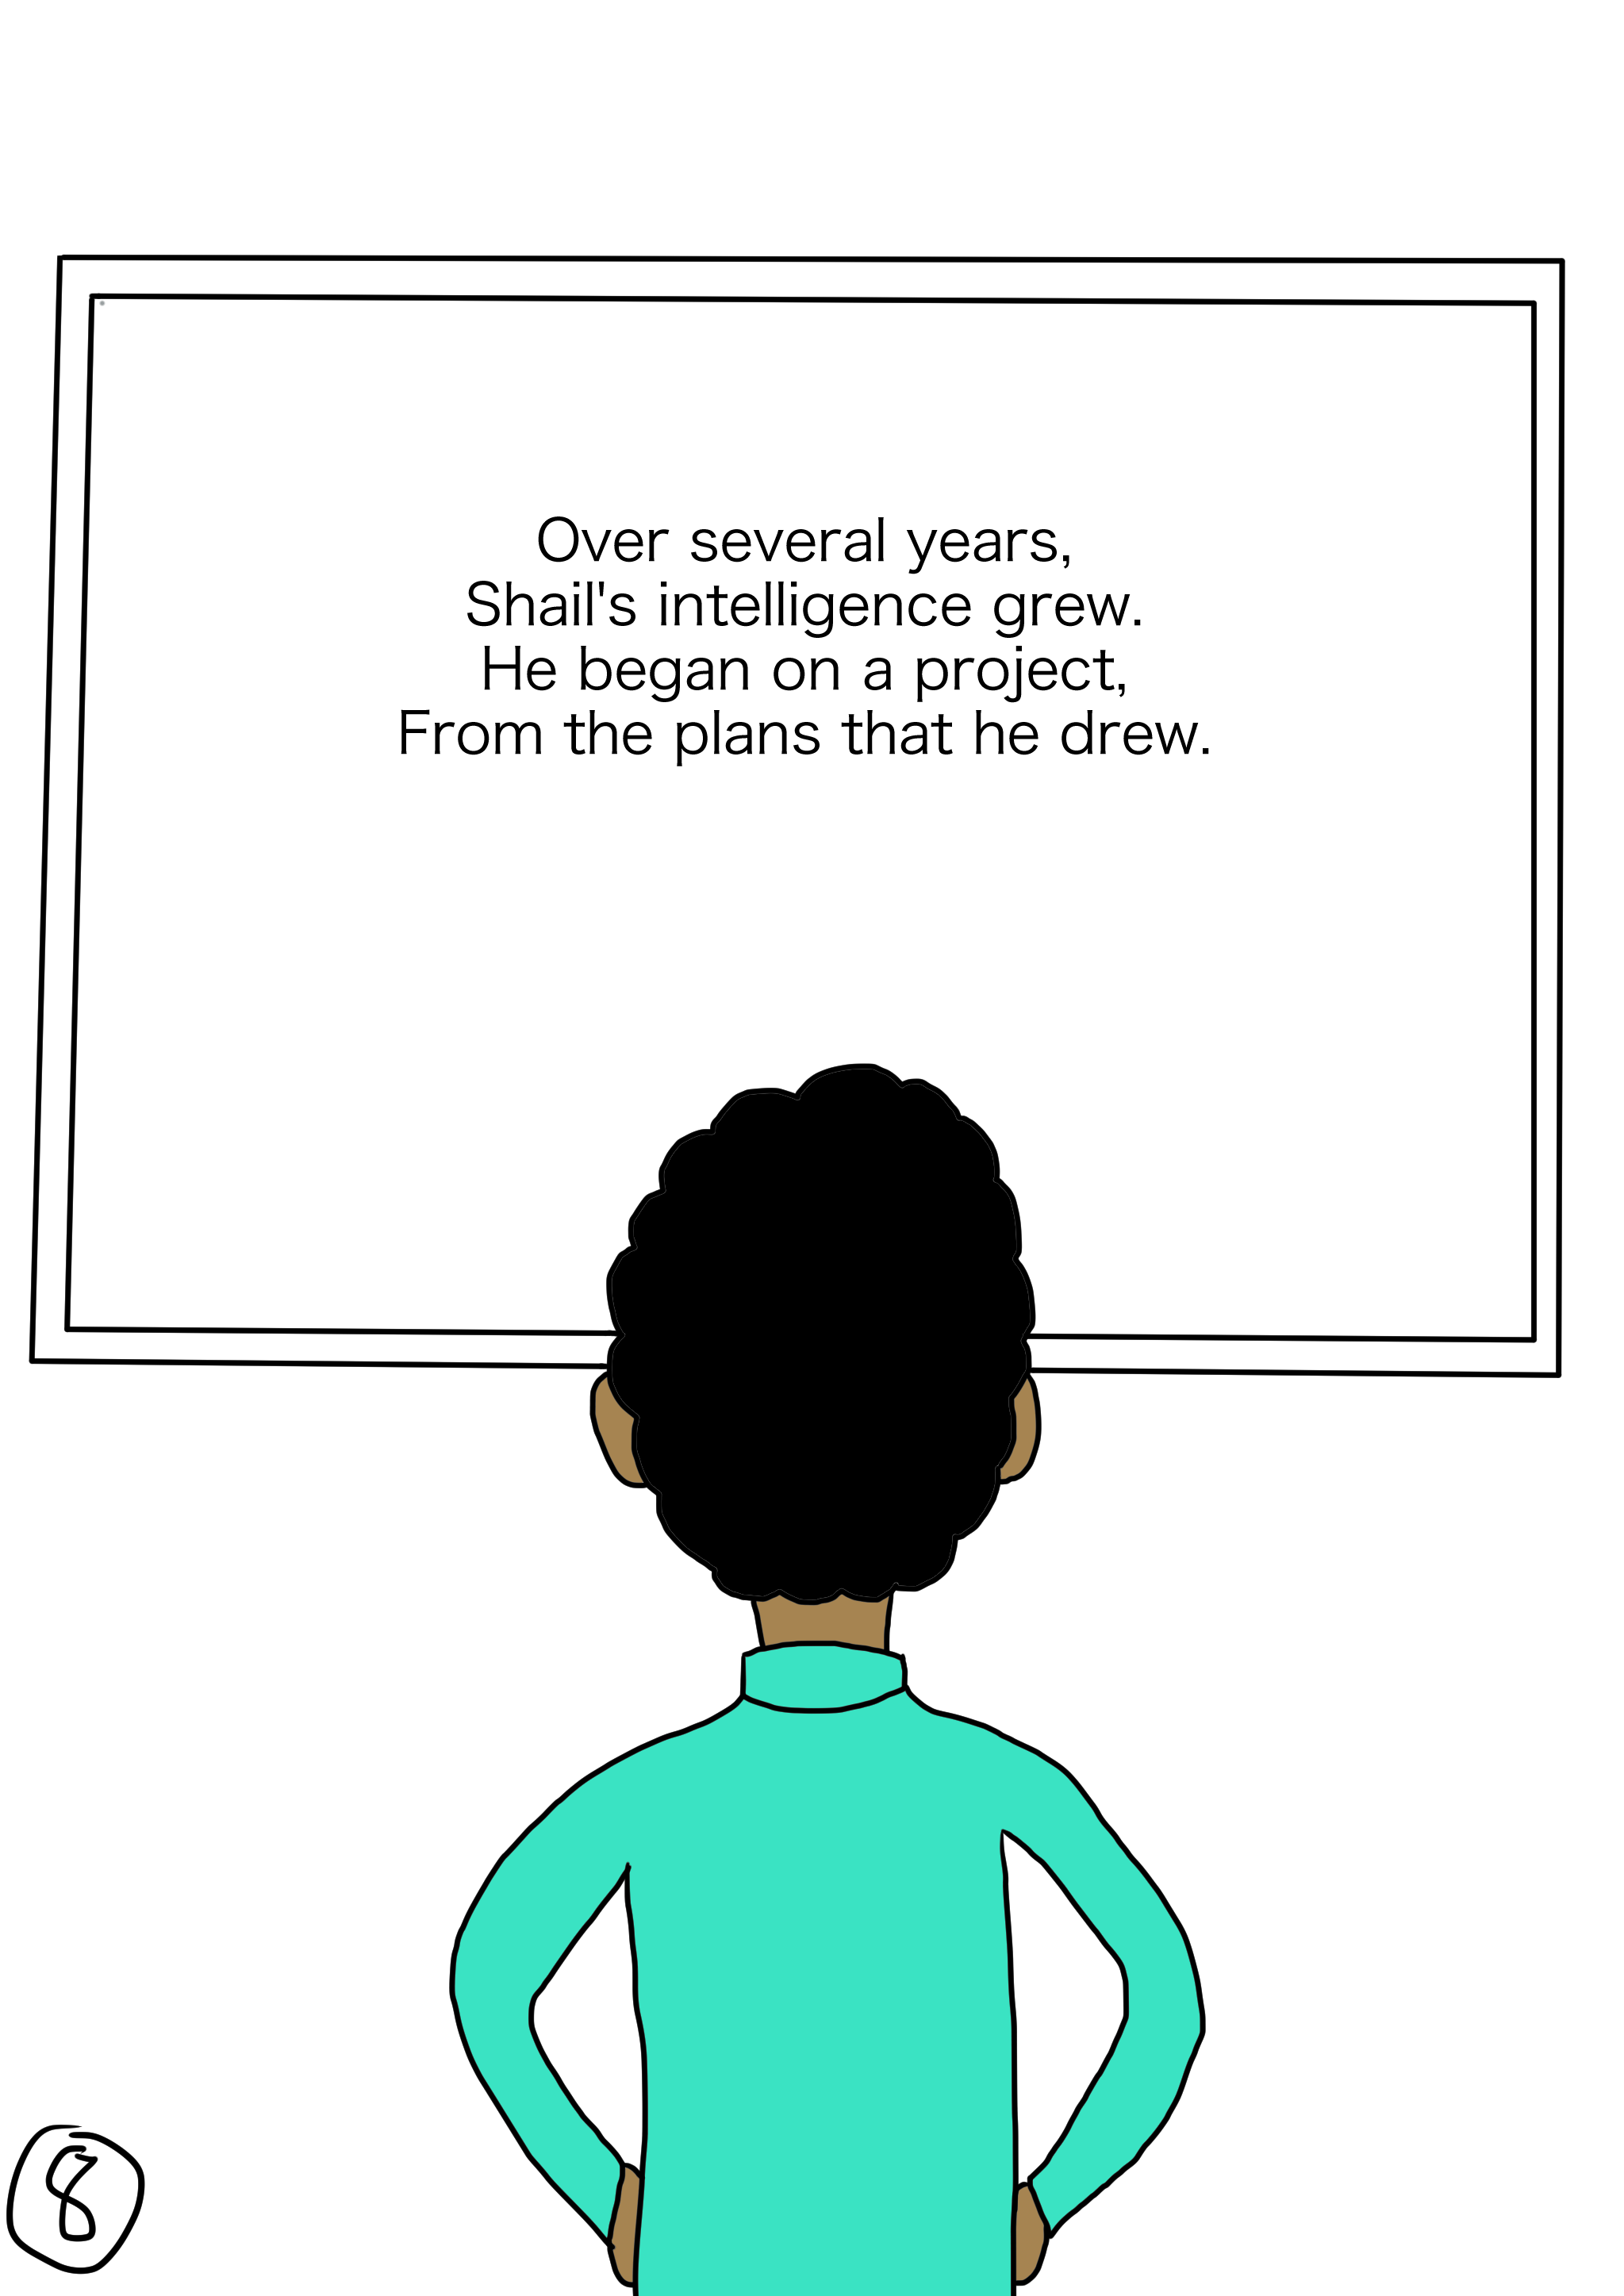 Over several years,
Shail's intelligence grew.
He began on a project,
From the plans that he drew.
8